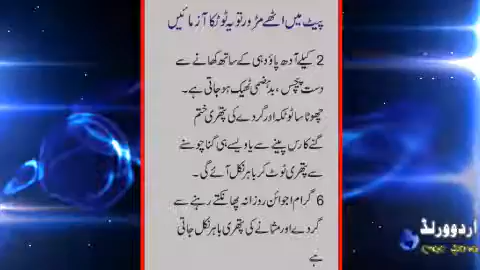 پیٹ میں اٹھے مڑور تو یہ ٹوٹکا آزمائیں
2 کیلے آدھ پاؤ دہی کے ساتھ کھانے سے
دست پیچس، بدہضمی ٹھیک ہو جاتی ہے۔
چھوٹا سا ٹوٹکہ اور گردے کی پتھری ختم
گنے کا رس پینے سے یا ویسے ہی گنا چوسنے
سے پتھری ٹوٹ کر باہر نکل آئے گی۔
6 گرام اجوائن روزانہ پھانکتے رہنے سے
گردے اور مثانے کی پتھری باہر نکل جاتی
ہے
اردو ورلڈ